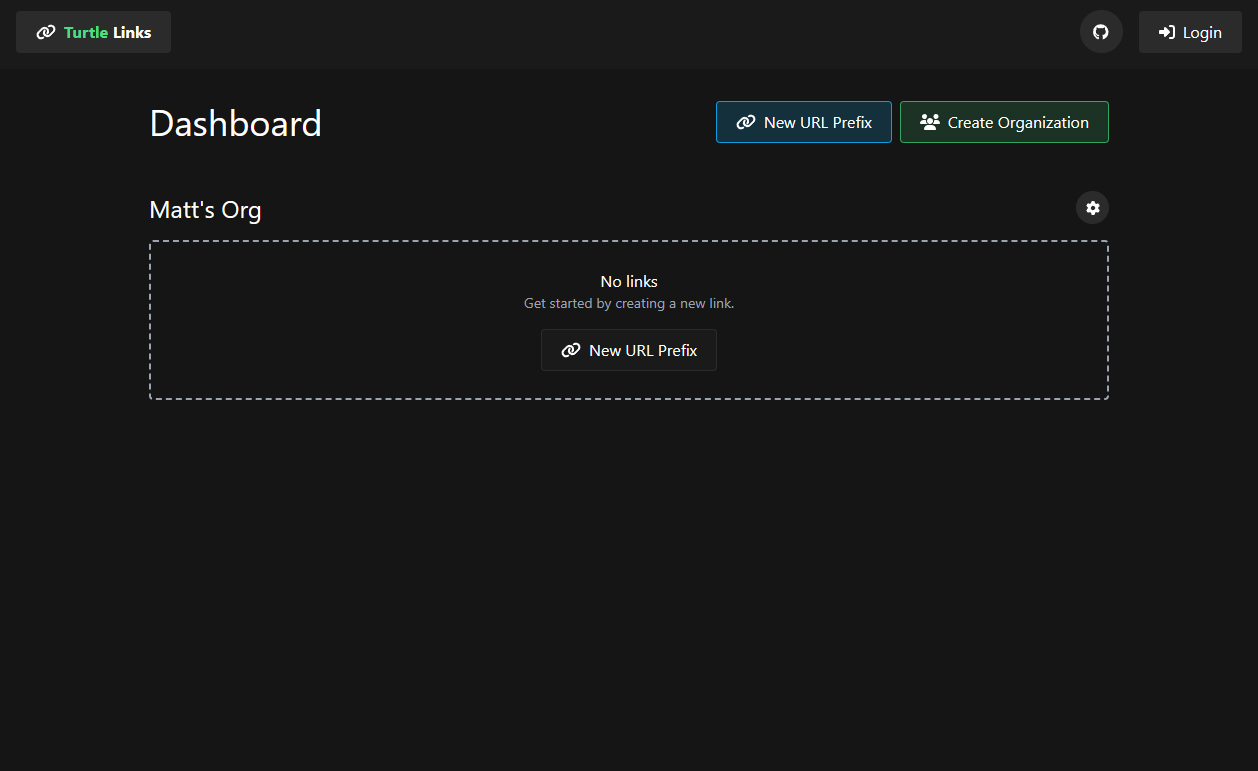 Turtle Links
Login
Dashboard
New URL Prefix
Create Organization
Matt's Org
No links
Get started by creating a new link.
New URL Prefix